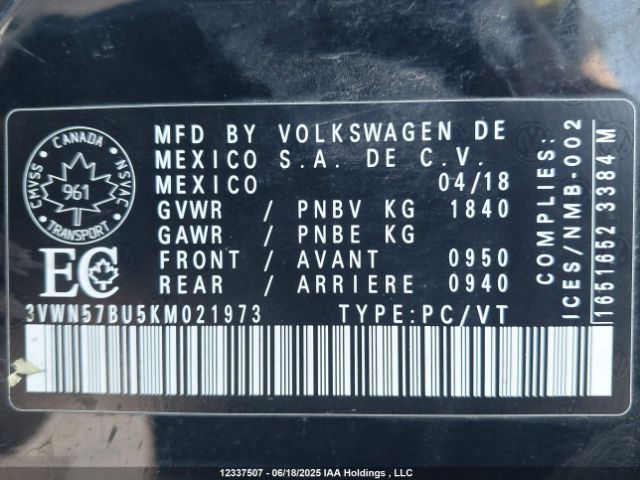 MFD BY VOLKSWAGEN DE
MEXICO S.A. DE C.V.
MEXICO 04/18
GVWR / PNBV KG 1840
GAWR / PNBE KG
FRONT / AVANT 0950
REAR / ARRIERE 0940
CANADA
CMVSS
NSVAC
961
TRANSPORT
EC
3VWN57BU5KM021973 TYPE:PC/VT
COMPLIES:
ICES/NMB-002
1651652 3384 M
12337507 - 06/18/2025 IAA Holdings , LLC